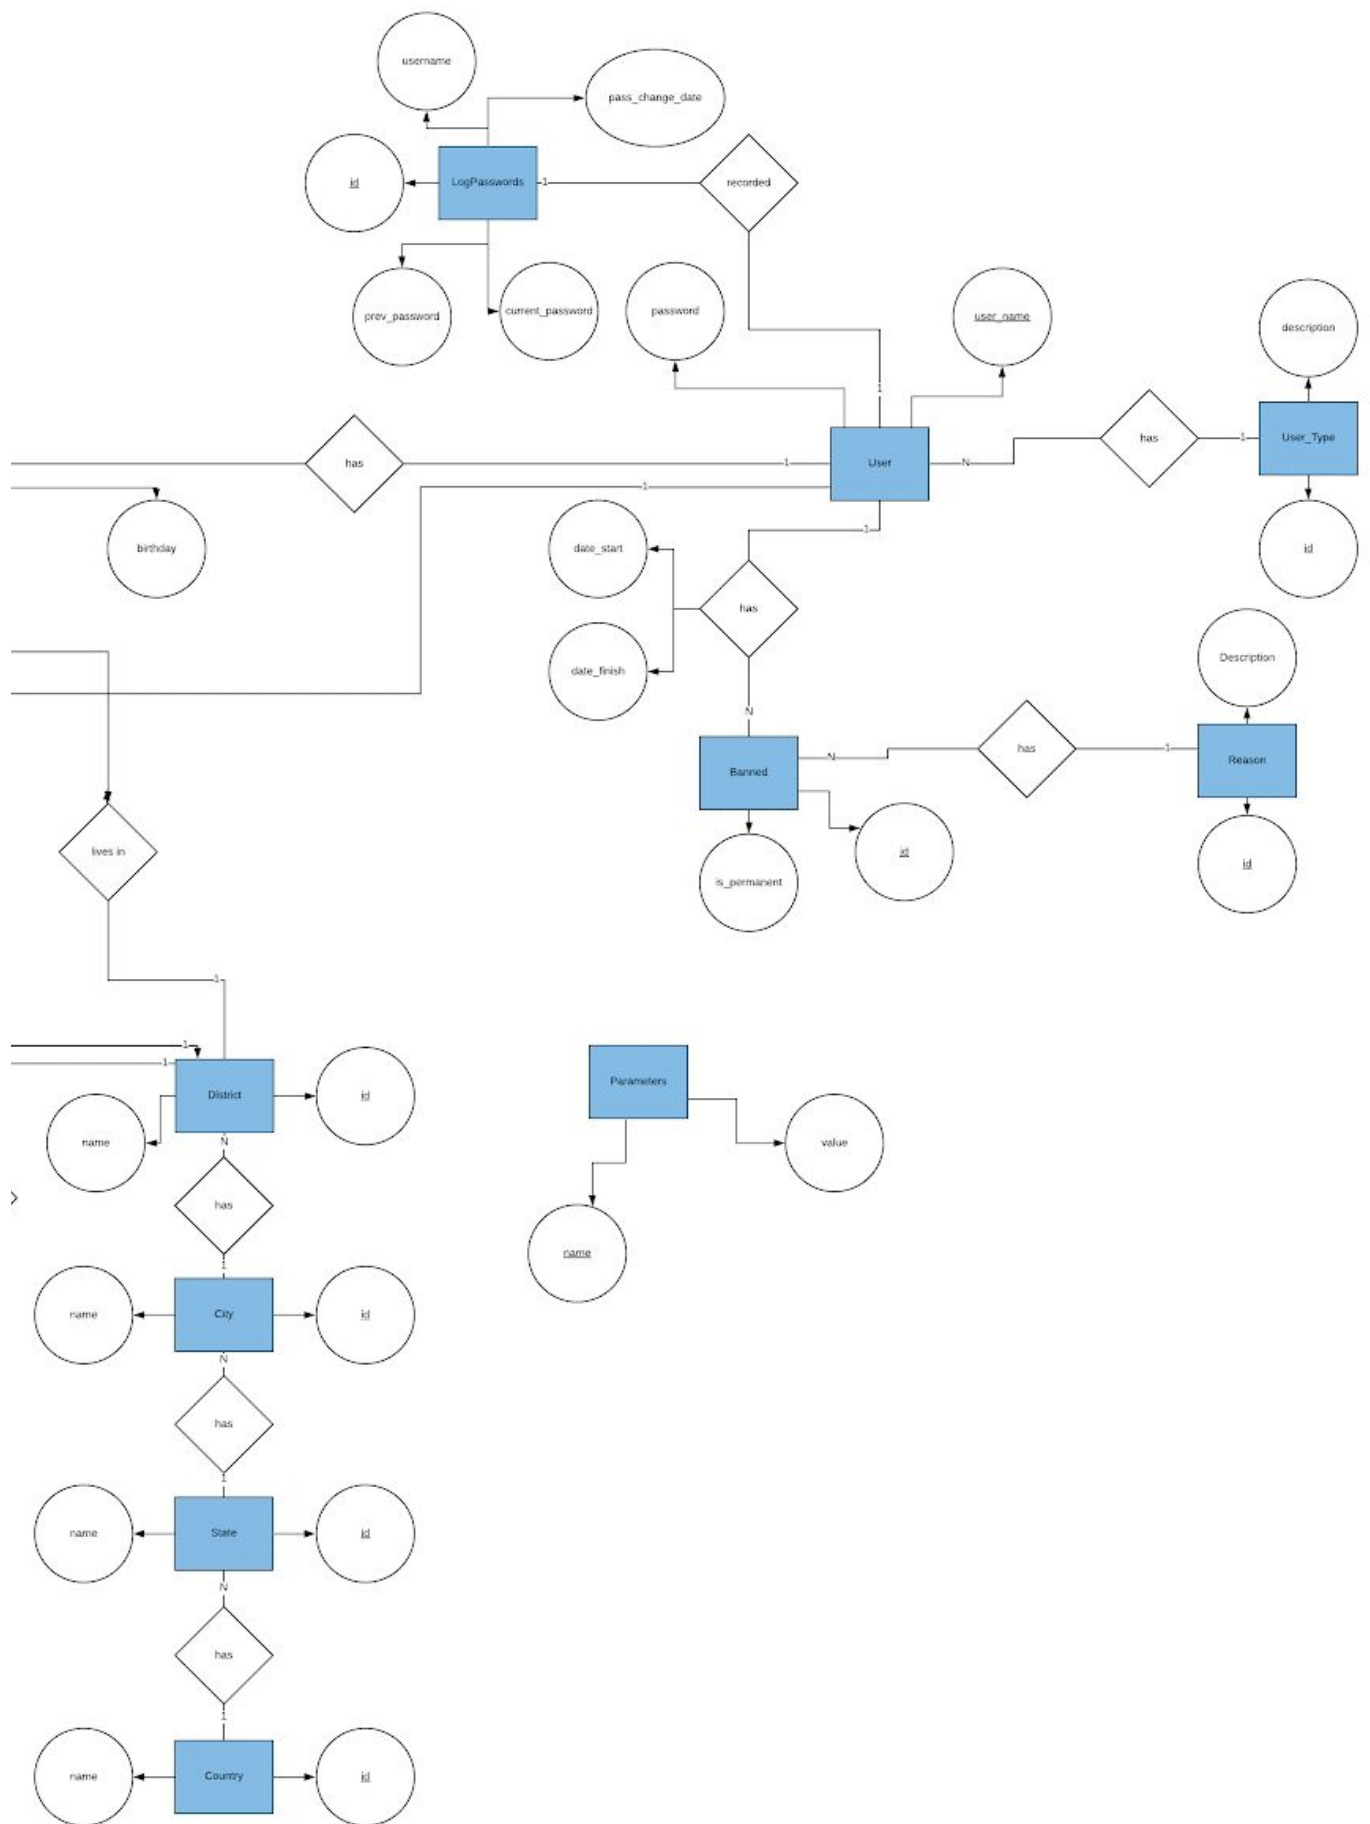 username
pass_change_date
id
LogPasswords
1
recorded
prev_password
current_password
password
user_name
description
1
has
1
User
N
has
1
User_Type
1
birthday
1
date_start
id
has
date_finish
Description
N
Banned
N
has
1
Reason
lives in
is_permanent
id
id
1
1
1
District
id
Parameters
name
N
value
has
name
1
name
City
id
N
has
1
name
State
id
N
has
1
name
Country
id